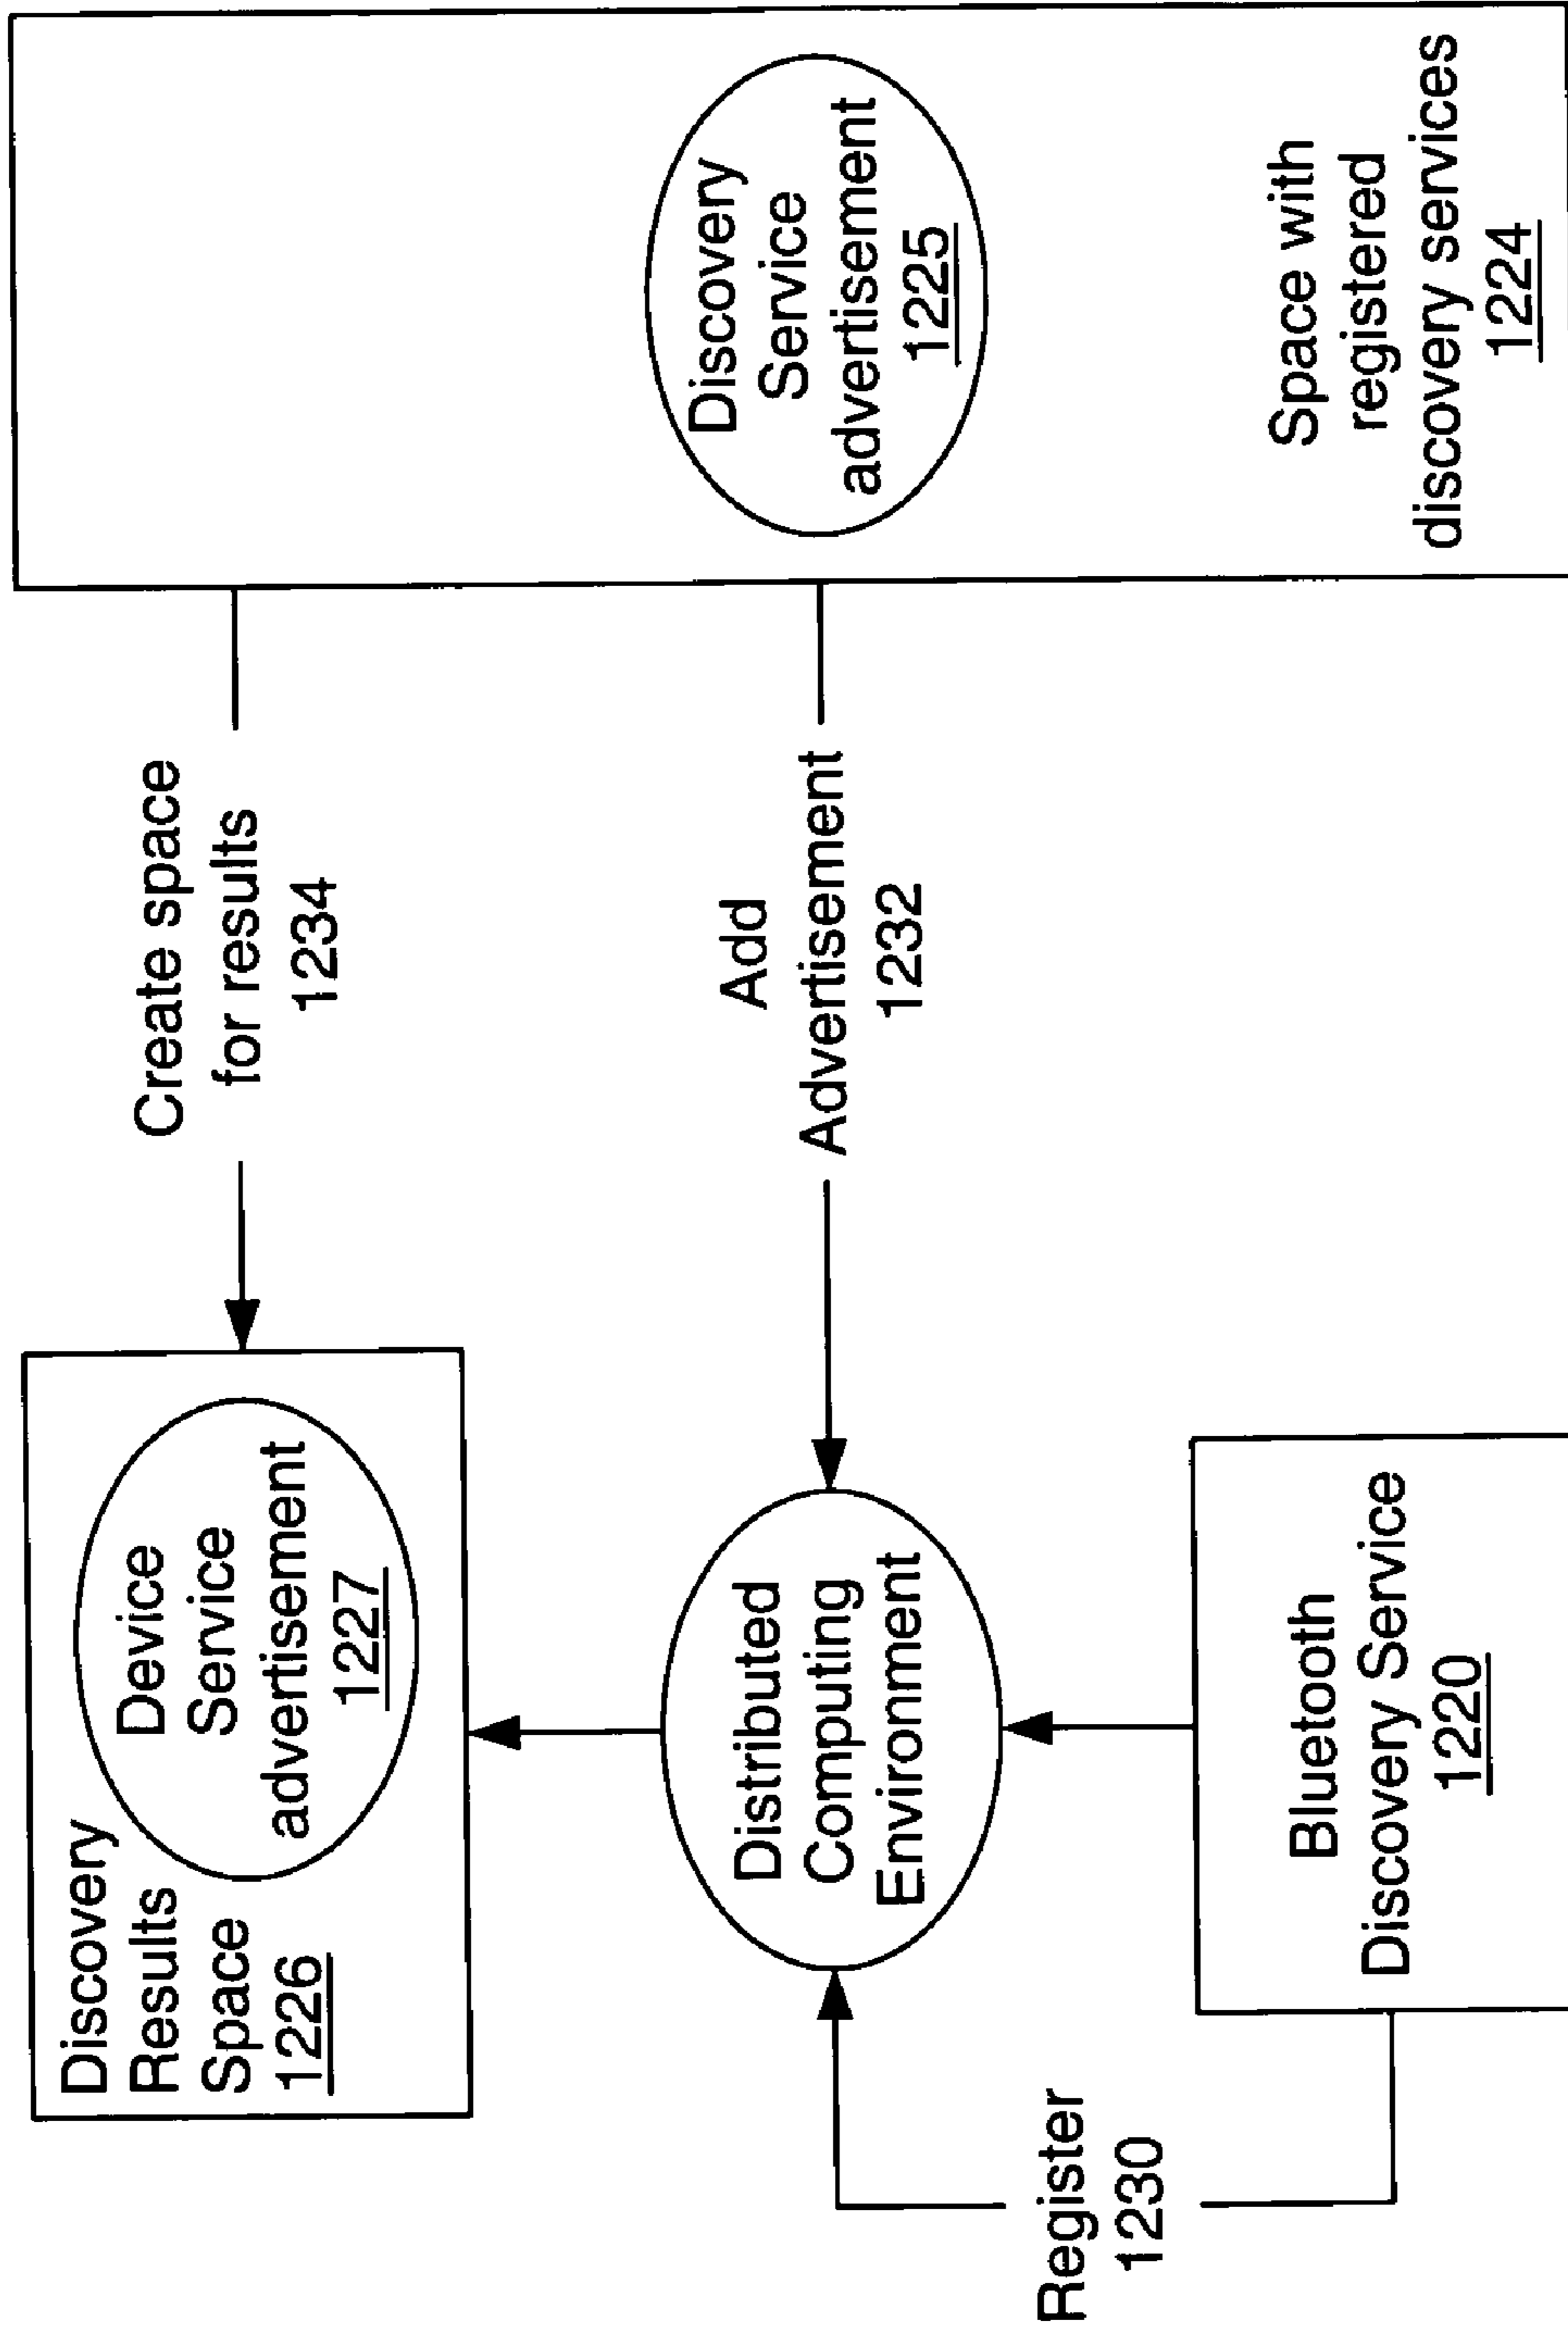 Discovery
Results
Space
1226
Device
Service
advertisement
1227
Create space
for results
1234
Distributed
Computing
Environment
Add
Advertisement
1232
Discovery
Service
advertisement
1225
Register
1230
Bluetooth
Discovery Service
1220
Space with
registered
discovery services
1224